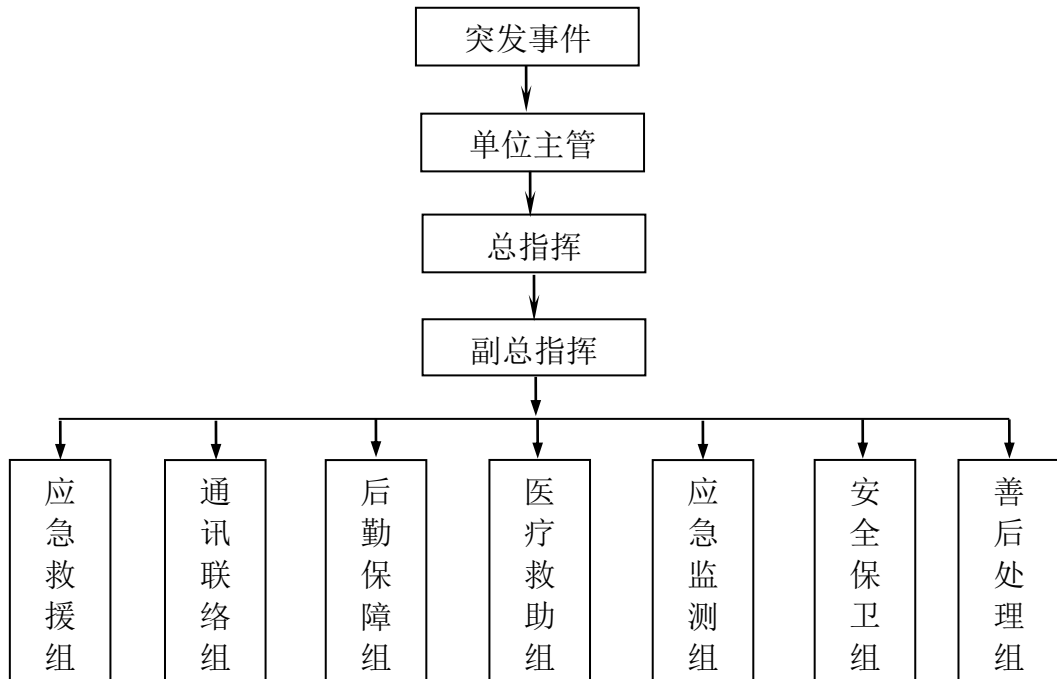 突发事件
单位主管
总指挥
副总指挥
应急救援组
通讯联络组
后勤保障组
医疗救助组
应急监测组
安全保卫组
善后处理组